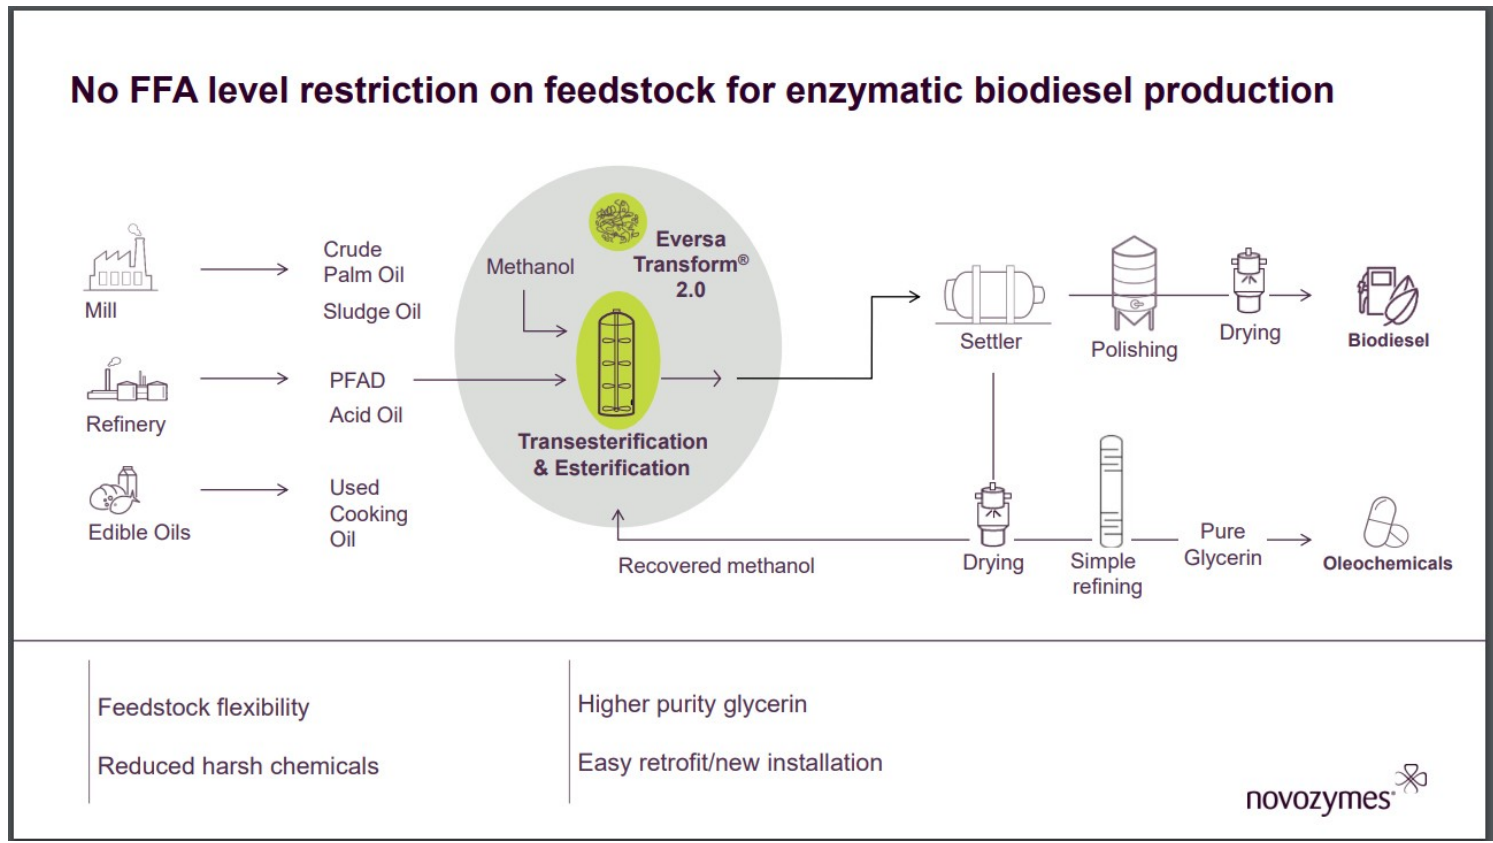 No FFA level restriction on feedstock for enzymatic biodiesel production
Mill
Crude
Palm Oil
Sludge Oil
Refinery
PFAD
Acid Oil
Edible Oils
Used
Cooking
Oil
Methanol
Eversa
Transform®
2.0
Transesterification
& Esterification
Recovered methanol
Settler
Polishing
Drying
Biodiesel
Drying
Simple
refining
Pure
Glycerin
Oleochemicals
Feedstock flexibility
Reduced harsh chemicals
Higher purity glycerin
Easy retrofit/new installation
novozymes